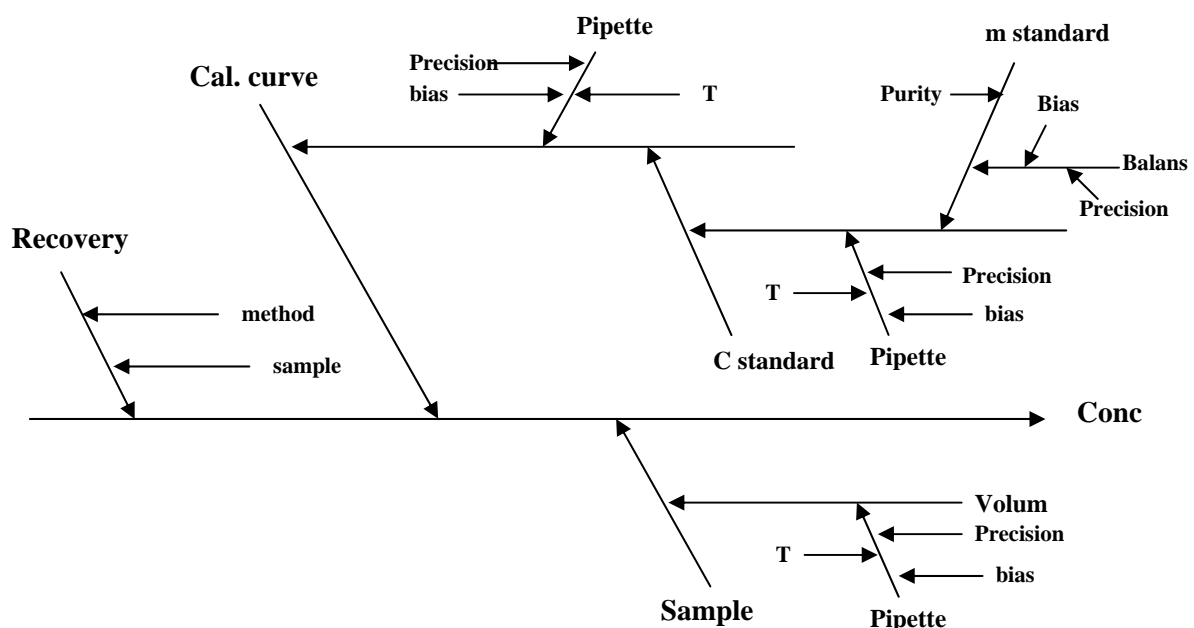 Pipette
m standard
Precision
Cal. curve
bias
T
Purity
Bias
Balans
Precision
Recovery
Precision
T
method
bias
sample
C standard
Pipette
Conc
Volum
Precision
T
bias
Sample
Pipette